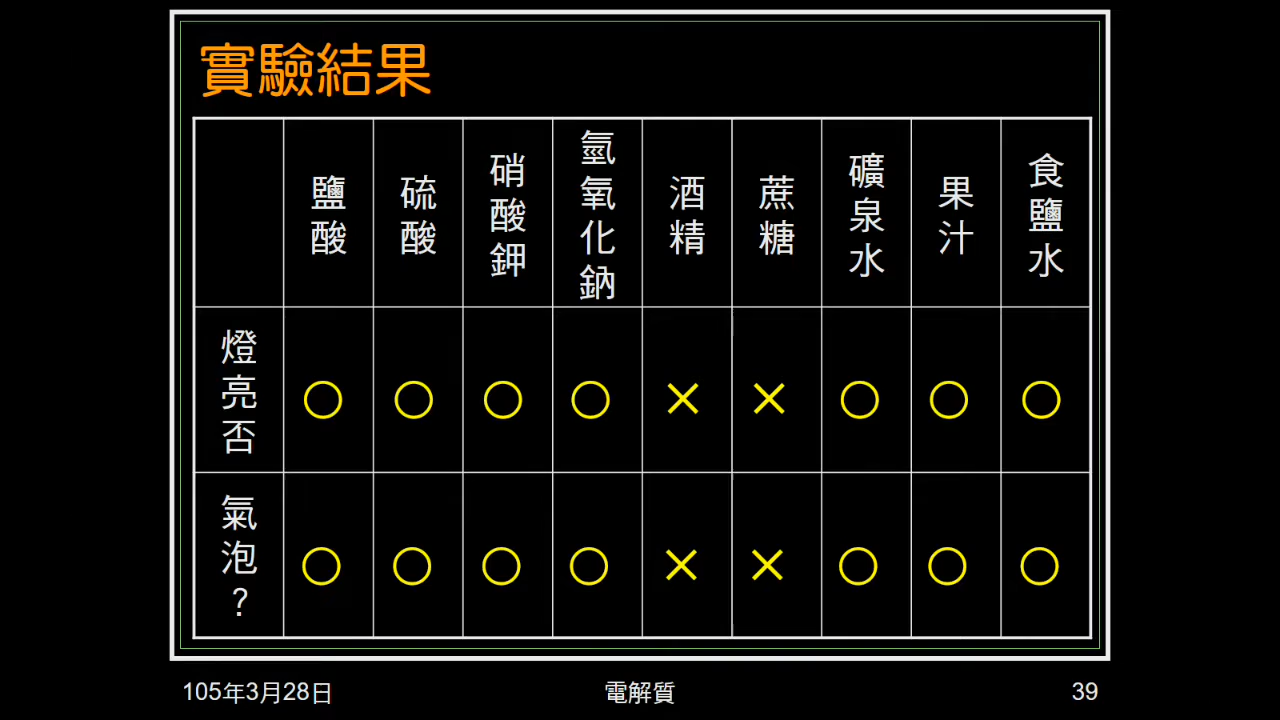 實驗結果
鹽酸
硫酸
硝酸鉀
氫氧化鈉
酒精
蔗糖
礦泉水
果汁
食鹽水
燈亮否
○ ○ ○ ○ × × ○ ○ ○
氣泡?
○ ○ ○ ○ × × ○ ○ ○
105年3月28日
電解質
39